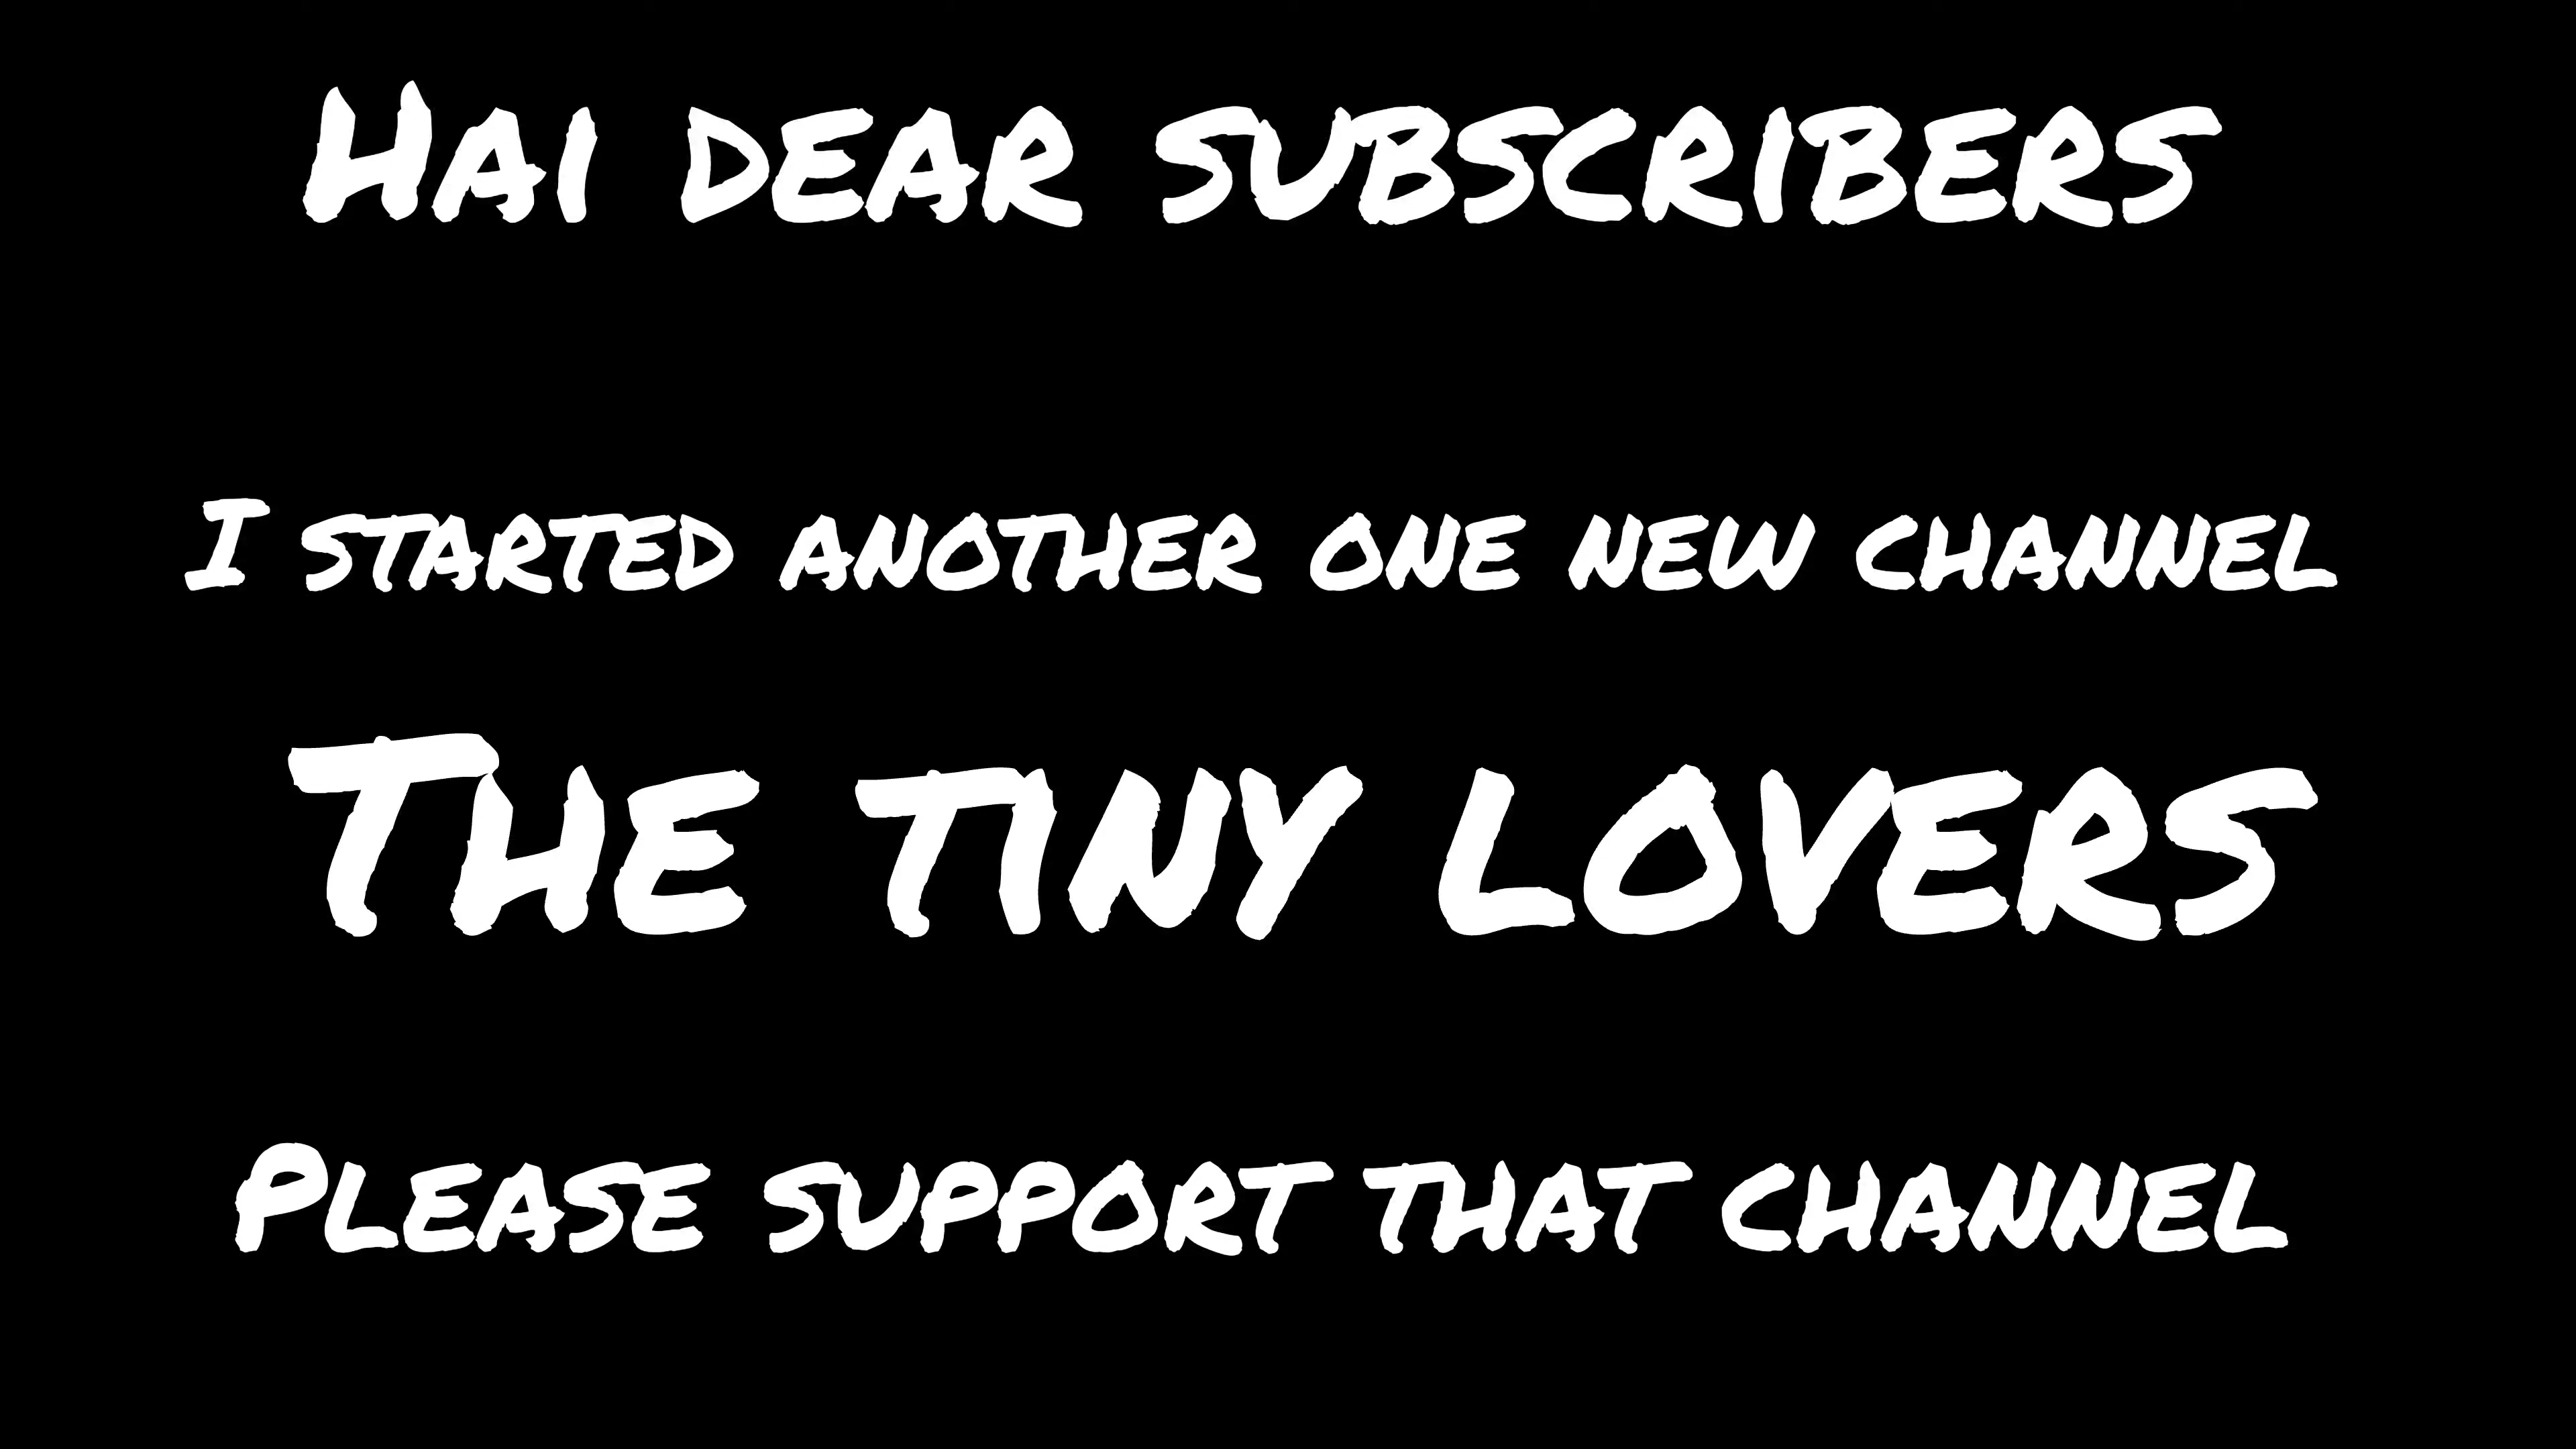 Hai dear subscribers
I started another one new channel
The tiny lovers
Please support that channel